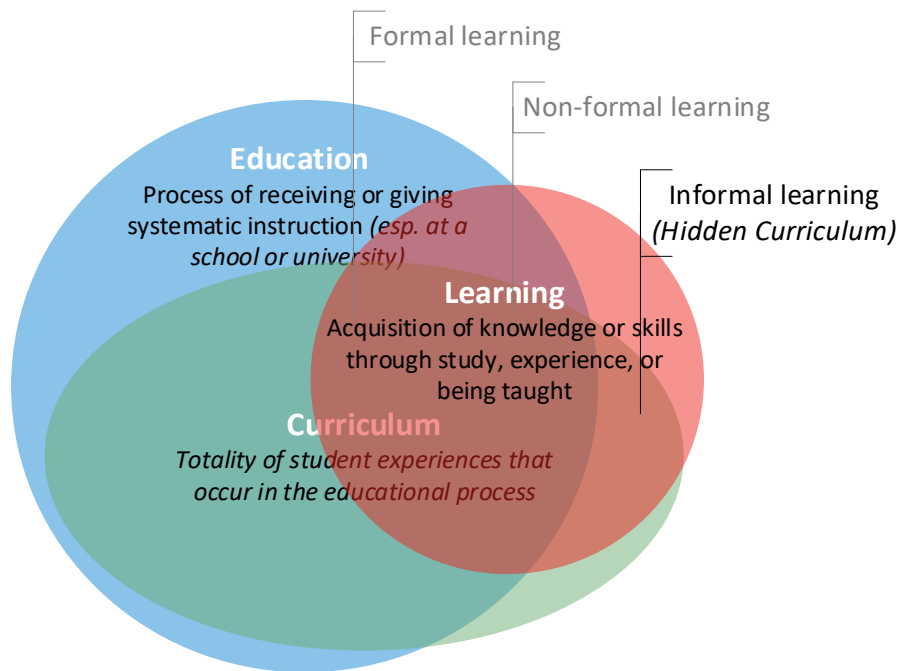 Formal learning
Non-formal learning
Education
Process of receiving or giving
systematic instruction (esp. at a
school or university)
Informal learning
(Hidden Curriculum)
Learning
Acquisition of knowledge or skills
through study, experience, or
being taught
Curriculum
Totality of student experiences that
occur in the educational process